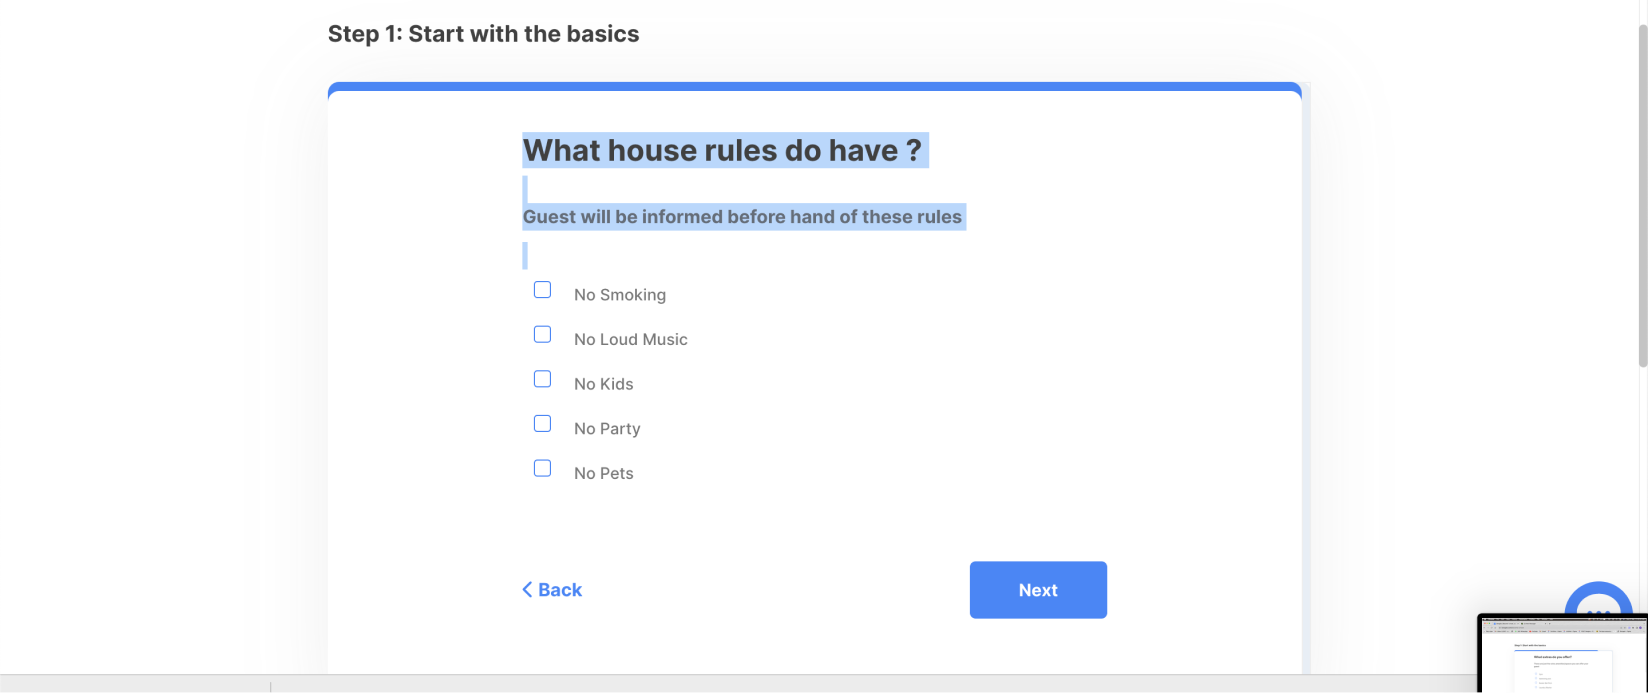 Step 1: Start with the basics
What house rules do have ?
Guest will be informed before hand of these rules
No Smoking
No Loud Music
No Kids
No Party
No Pets
Back
Next